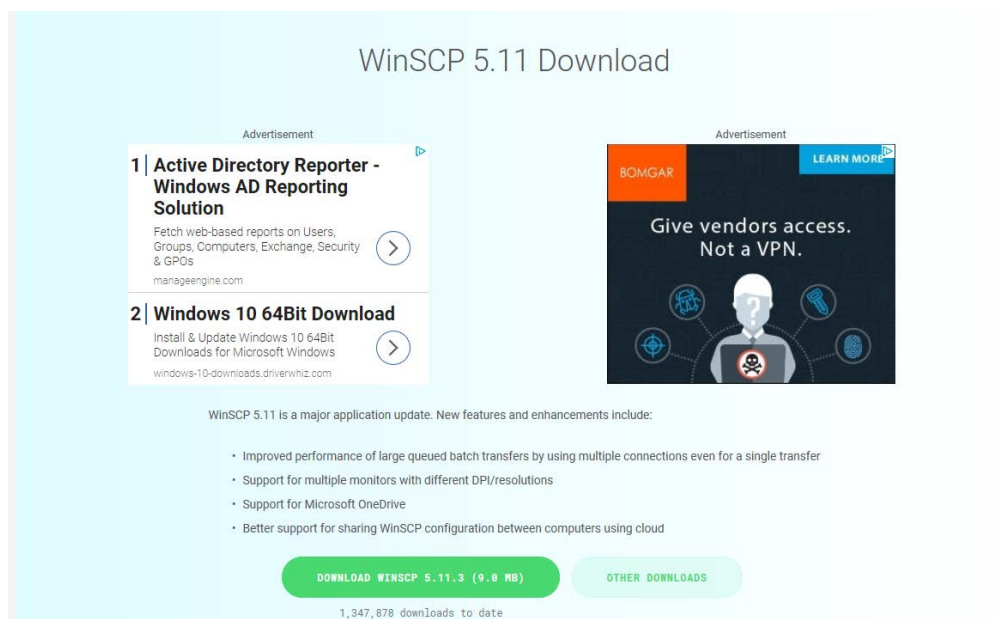 WinSCP 5.11 Download
Advertisement
1 Active Directory Reporter -
Windows AD Reporting
Solution
Fetch web-based reports on Users,
Groups, Computers, Exchange, Security
& GPOs
manageengine.com
2 Windows 10 64Bit Download
Install & Update Windows 10 64Bit
Downloads for Microsoft Windows
windows-10-downloads.driverwhiz.com
Advertisement
BOMGAR
LEARN MORE
Give vendors access.
Not a VPN.
?
WinSCP 5.11 is a major application update. New features and enhancements include:
• Improved performance of large queued batch transfers by using multiple connections even for a single transfer
• Support for multiple monitors with different DPI/resolutions
• Support for Microsoft OneDrive
• Better support for sharing WinSCP configuration between computers using cloud
DOWNLOAD WINSCP 5.11.3 (9.0 MB)
OTHER DOWNLOADS
1,347,878 downloads to date